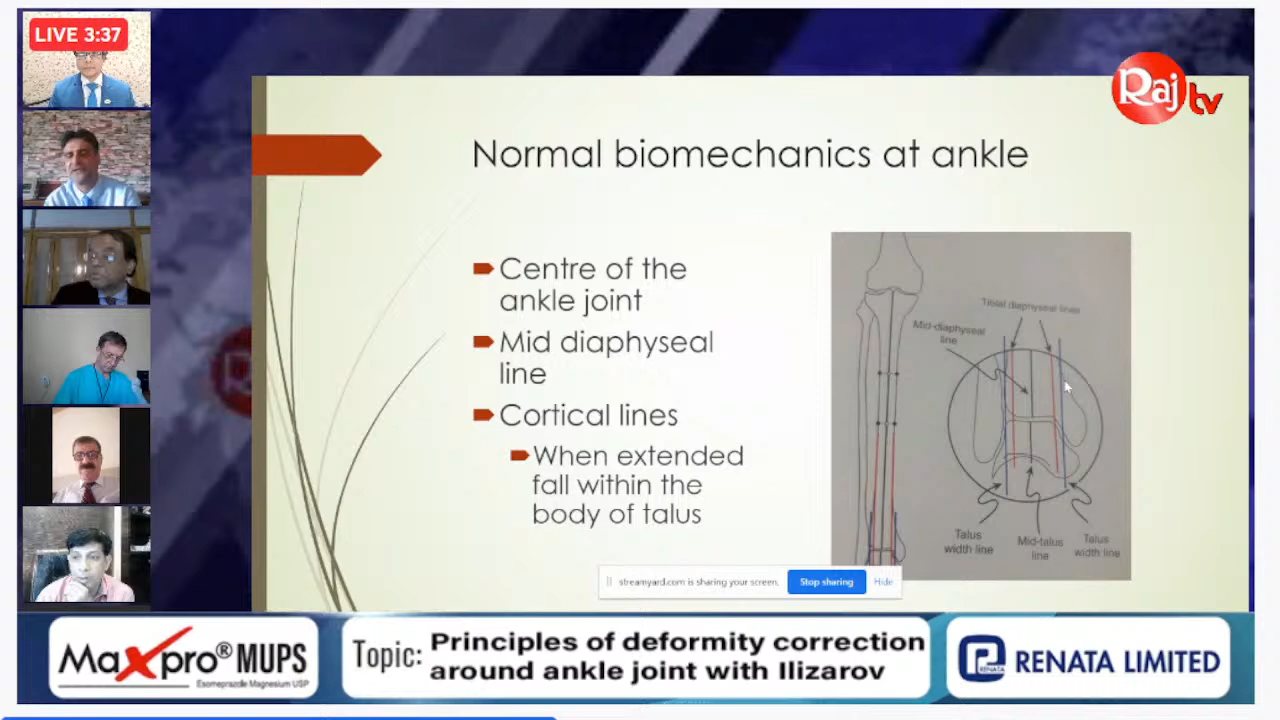 LIVE 3:37
Raj tv
Normal biomechanics at ankle
Centre of the
ankle joint
Mid diaphyseal
line
Cortical lines
When extended
fall within the
body of talus
Tibial diaphyseal lines
Mid-diaphyseal
line
Talus
width line
Mid-talus
line
Talus
width line
streamyard.com is sharing your screen.
Stop sharing
Hide
Maxpro® MUPS
Esomeprazole Magnesium USP
Topic: Principles of deformity correction
around ankle joint with Ilizarov
RENATA
RENATA LIMITED